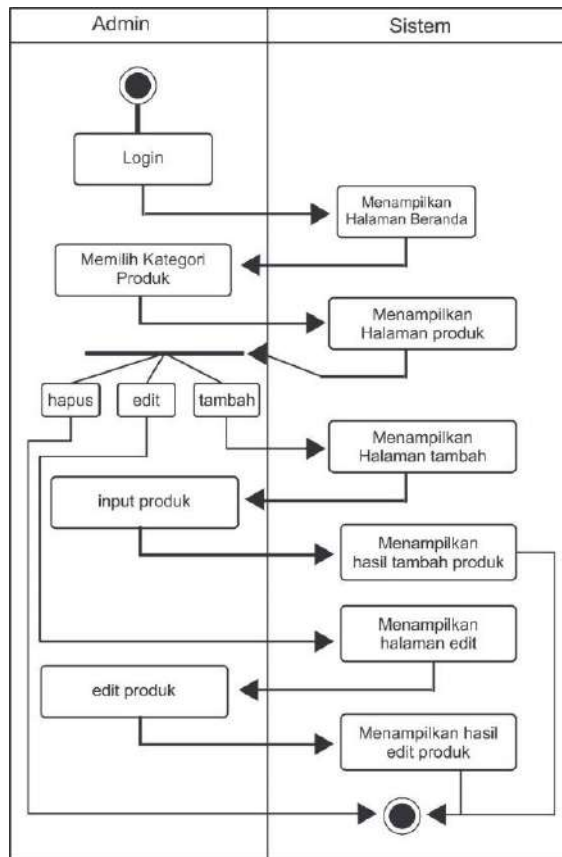 Admin
Sistem
Login
Menampilkan
Halaman Beranda
Memilih Kategori
Produk
Menampilkan
Halaman produk
hapus
edit
tambah
Menampilkan
Halaman tambah
input produk
Menampilkan
hasil tambah produk
Menampilkan
halaman edit
edit produk
Menampilkan hasil
edit produk